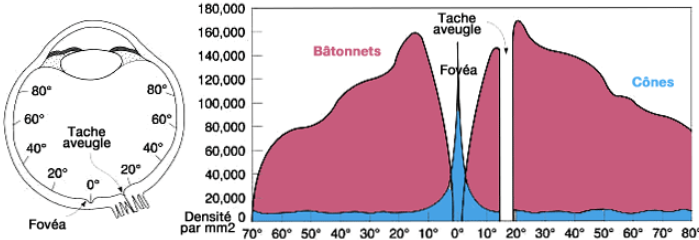 80° 80°
60° 60°
40° 40°
20° 20°
0°
Tache
aveugle
Fovéa
180,000
160,000
140,000
120,000
100,000
80,000
60,000
40,000
20,000
Densité 0
par mm2
Bâtonnets
Tache
aveugle
Fovéa
Cônes
70° 60° 50° 40° 30° 20° 10° 0° 10° 20° 30° 40° 50° 60° 70° 80°